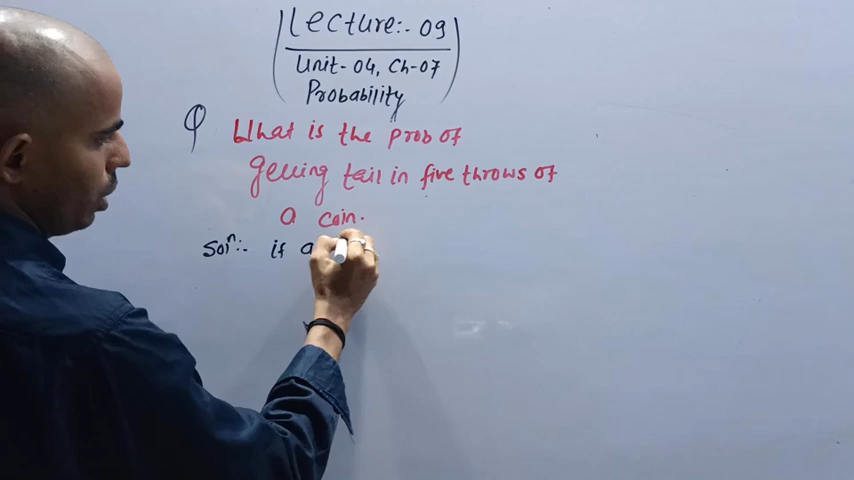 Lecture:- 09
Unit-04, Ch-07
Probability
Q What is the prob of
getting tail in five throws of
a coin.
Solⁿ:- if a